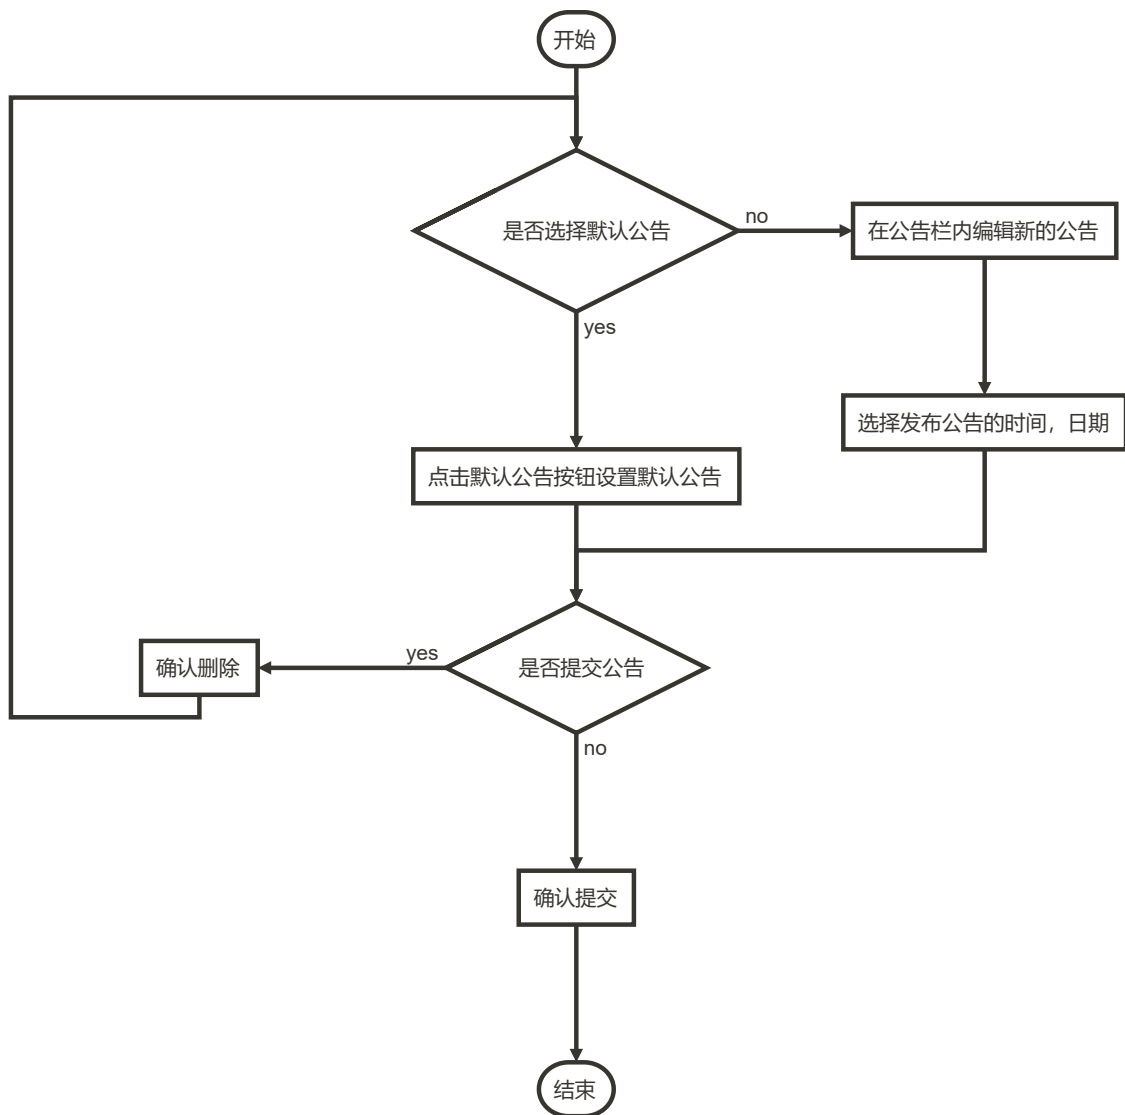 开始
是否选择默认公告
no
在公告栏内编辑新的公告
yes
选择发布公告的时间，日期
点击默认公告按钮设置默认公告
确认删除
yes
是否提交公告
no
确认提交
结束